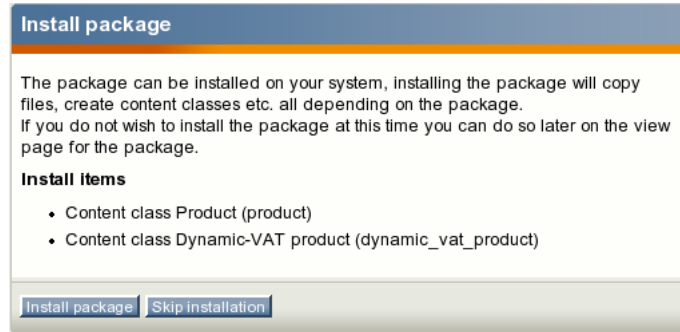 Install package
The package can be installed on your system, installing the package will copy
files, create content classes etc. all depending on the package.
If you do not wish to install the package at this time you can do so later on the view
page for the package.
Install items
• Content class Product (product)
• Content class Dynamic-VAT product (dynamic_vat_product)
Install package Skip installation